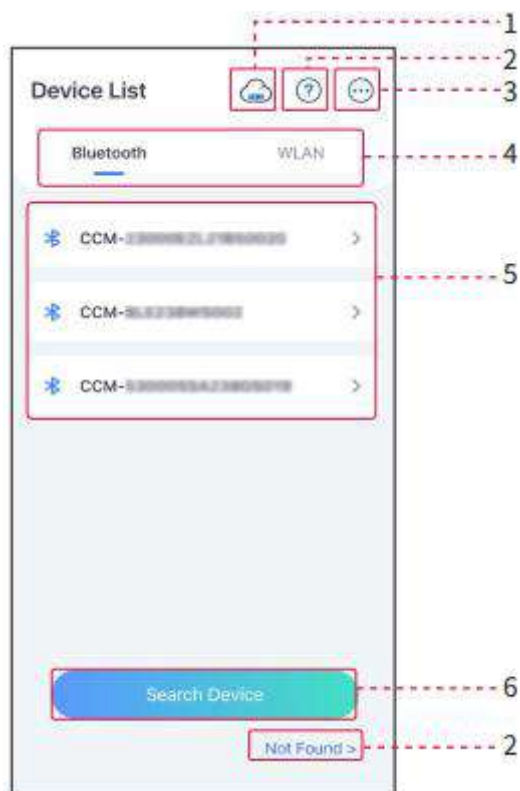 1
2
3
Device List
?
4
Bluetooth WLAN
5
CCM-
CCM-
CCM-
6
Search Device
2
Not Found >